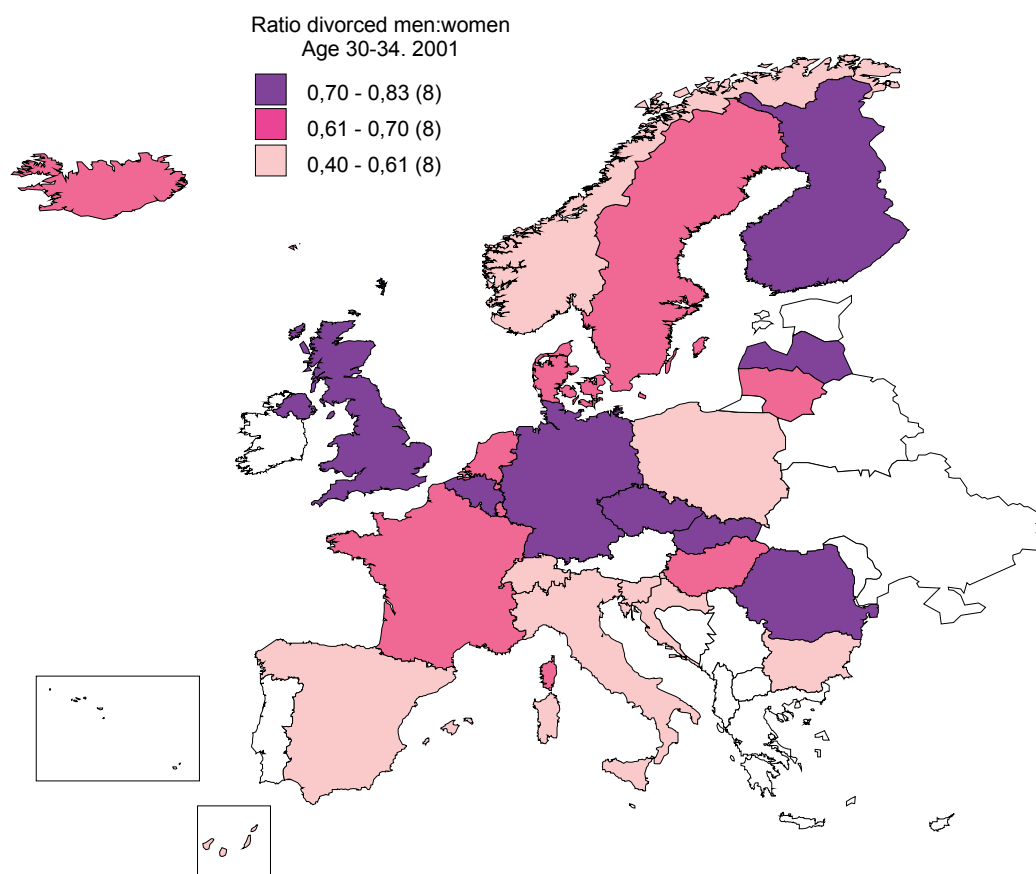 Ratio divorced men:women
Age 30-34. 2001
0,70 - 0,83 (8)
0,61 - 0,70 (8)
0,40 - 0,61 (8)